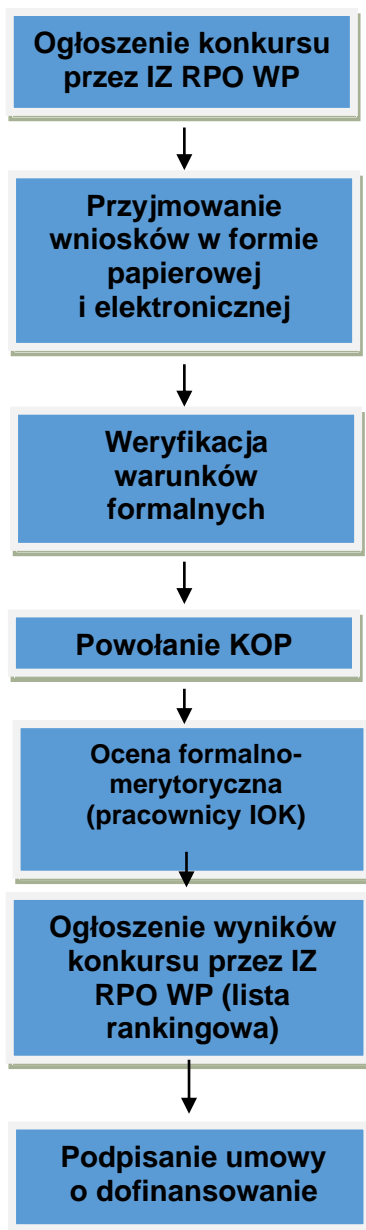 Ogłoszenie konkursu
przez IZ RPO WP
Przyjmowanie
wniosków w formie
papierowej
i elektronicznej
Weryfikacja
warunków
formalnych
Powołanie KOP
Ocena formalno-
merytoryczna
(pracownicy IOK)
Ogłoszenie wyników
konkursu przez IZ
RPO WP (lista
rankingowa)
Podpisanie umowy
o dofinansowanie